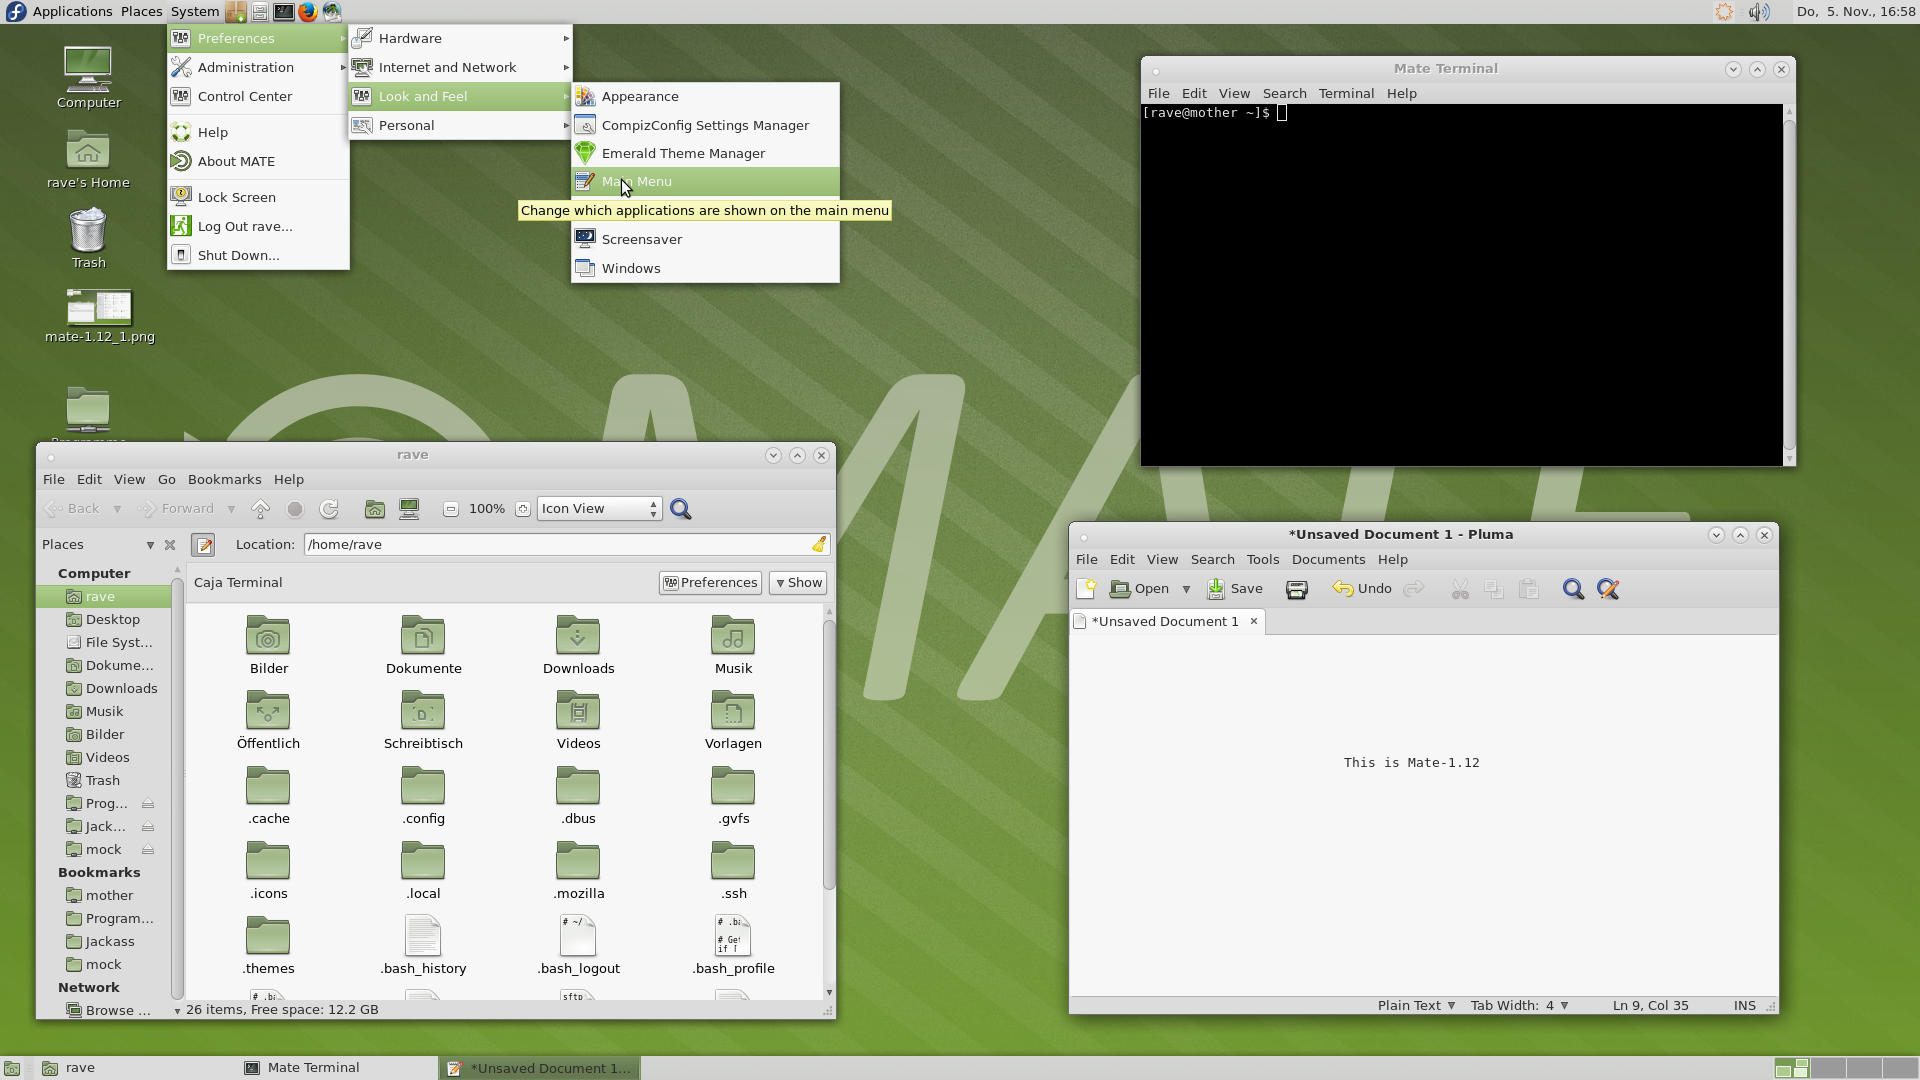 Applications Places System
Do, 5. Nov., 16:58
Preferences
Administration
Control Center
Help
About MATE
Lock Screen
Log Out rave...
Shut Down...
Hardware
Internet and Network
Look and Feel
Personal
Appearance
CompizConfig Settings Manager
Emerald Theme Manager
Main Menu
Change which applications are shown on the main menu
Screensaver
Windows
Computer
rave's Home
Trash
mate-1.12_1.png
Mate Terminal
File Edit View Search Terminal Help
[rave@mother ~]$
rave
File Edit View Go Bookmarks Help
Back Forward 100% Icon View
Places Location: /home/rave
Computer
rave
Desktop
File Syst...
Dokume...
Downloads
Musik
Bilder
Videos
Trash
Prog...
Jack...
mock
Bookmarks
mother
Program...
Jackass
mock
Network
Browse ...
Caja Terminal Preferences Show
Bilder Dokumente Downloads Musik
Öffentlich Schreibtisch Videos Vorlagen
.cache .config .dbus .gvfs
.icons .local .mozilla .ssh
# ~/ # .ba
# Get
if [
.themes .bash_history .bash_logout .bash_profile
# .ba sftp
26 items, Free space: 12.2 GB
*Unsaved Document 1 - Pluma
File Edit View Search Tools Documents Help
Open Save Undo
*Unsaved Document 1
This is Mate-1.12
Plain Text Tab Width: 4 Ln 9, Col 35 INS
MATE
rave Mate Terminal *Unsaved Document 1...